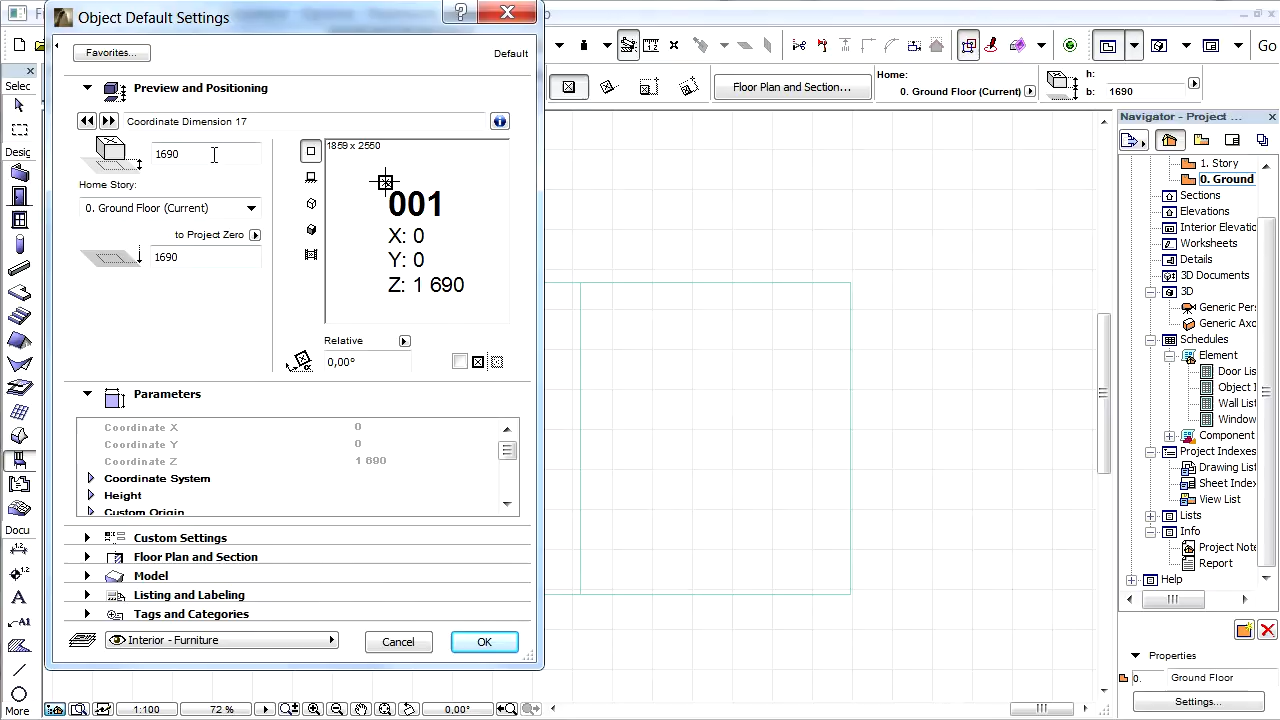 Object Default Settings
Favorites...
Default
Preview and Positioning
Coordinate Dimension 17
1690
Home Story:
0. Ground Floor (Current)
to Project Zero
1690
1859 x 2550
001
X: 0
Y: 0
Z: 1 690
Relative
0,00°
Parameters
Coordinate X 0
Coordinate Y 0
Coordinate Z 1 690
Coordinate System
Height
Custom Origin
Custom Settings
Floor Plan and Section
Model
Listing and Labeling
Tags and Categories
Interior - Furniture
Cancel
OK
Selec
Desig
Docu
More
Go
Floor Plan and Section...
Home:
0. Ground Floor (Current)
h:
b: 1690
Navigator - Project ...
1. Story
0. Ground
Sections
Elevations
Interior Elevatio
Worksheets
Details
3D Documents
3D
Generic Per
Generic Axo
Schedules
Element
Door Lis
Object I
Wall List
Window
Component
Project Indexes
Drawing List
Sheet Index
View List
Lists
Info
Project Note
Report
Help
Properties
0. Ground Floor
Settings...
1:100
72 %
0,00°